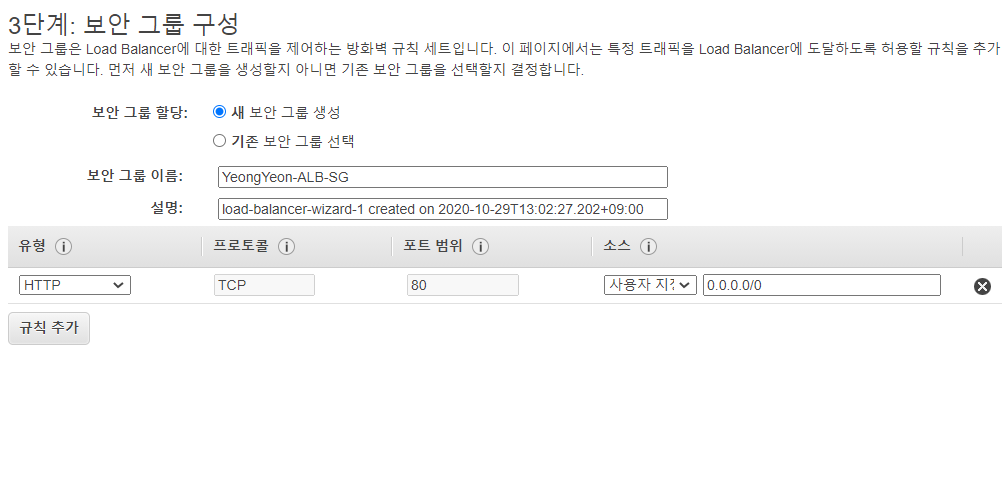 3단계: 보안 그룹 구성
보안 그룹은 Load Balancer에 대한 트래픽을 제어하는 방화벽 규칙 세트입니다. 이 페이지에서는 특정 트래픽을 Load Balancer에 도달하도록 허용할 규칙을 추가
할 수 있습니다. 먼저 새 보안 그룹을 생성할지 아니면 기존 보안 그룹을 선택할지 결정합니다.
보안 그룹 할당: 새 보안 그룹 생성
기존 보안 그룹 선택
보안 그룹 이름: YeongYeon-ALB-SG
설명: load-balancer-wizard-1 created on 2020-10-29T13:02:27.202+09:00
유형 프로토콜 포트 범위 소스
HTTP TCP 80 사용자 지정 0.0.0.0/0
규칙 추가